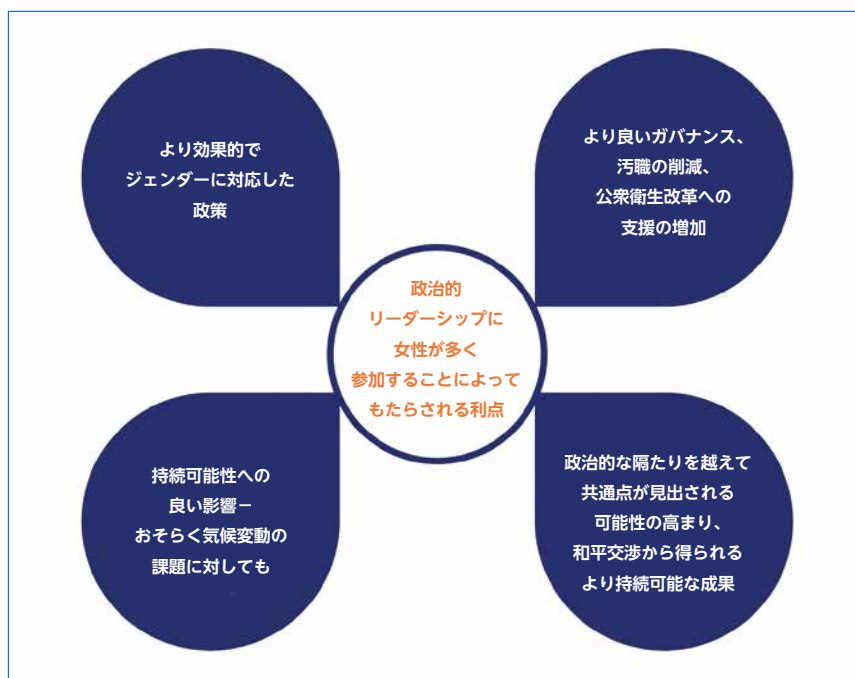 より効果的で
ジェンダーに対応した
政策
より良いガバナンス、
汚職の削減、
公衆衛生改革への
支援の増加
政治的
リーダーシップに
女性が多く
参加することによって
もたらされる利点
持続可能性への
良い影響－
おそらく気候変動の
課題に対しても
政治的な隔たりを越えて
共通点が見出される
可能性の高まり、
和平交渉から得られる
より持続可能な成果